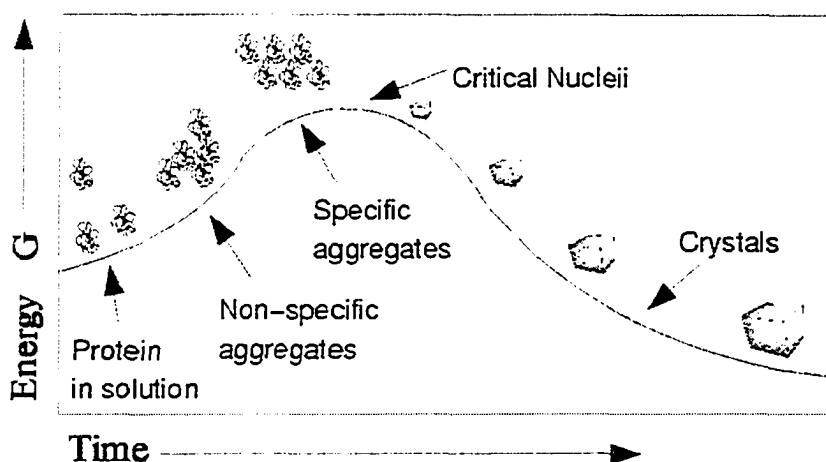 Critical Nucleii
Specific
aggregates
Crystals
Non-specific
aggregates
Protein
in solution
Energy G
Time